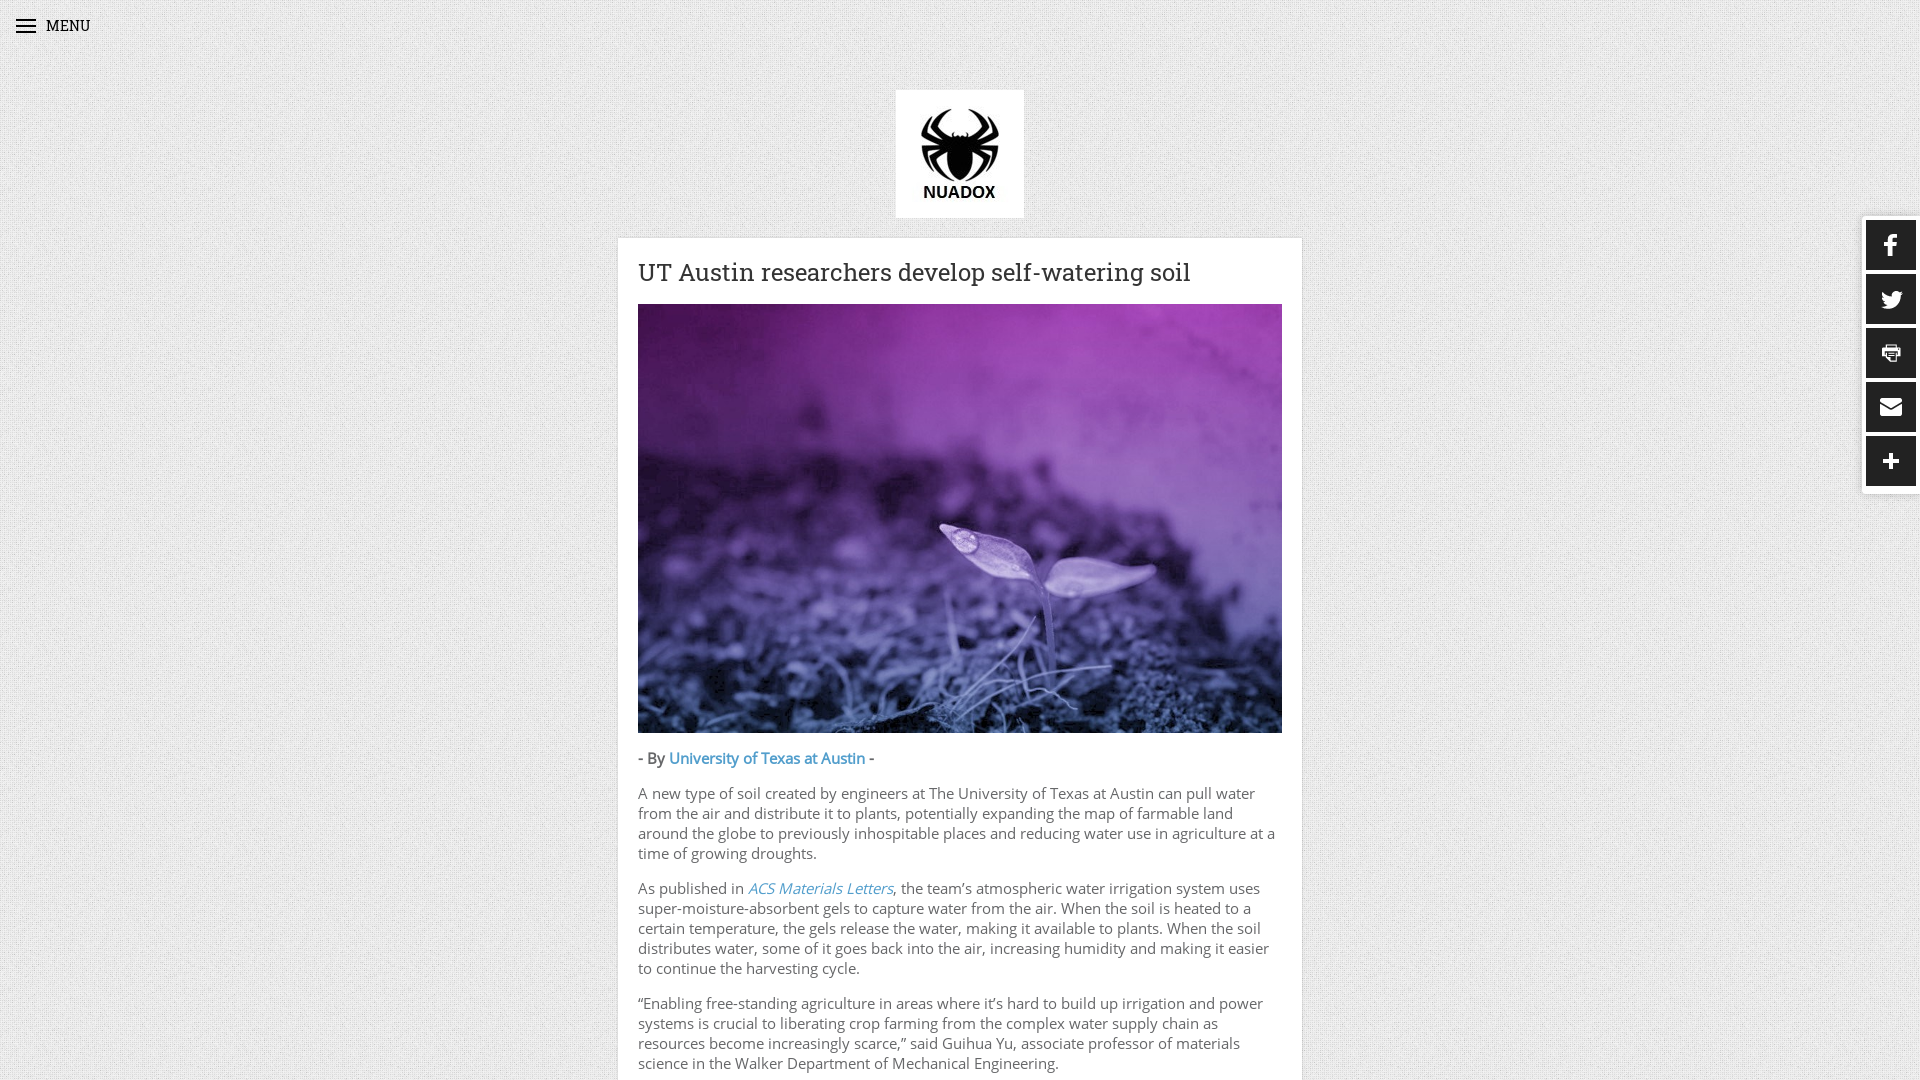 MENU
NUADOX
UT Austin researchers develop self-watering soil
- By University of Texas at Austin -
A new type of soil created by engineers at The University of Texas at Austin can pull water
from the air and distribute it to plants, potentially expanding the map of farmable land
around the globe to previously inhospitable places and reducing water use in agriculture at a
time of growing droughts.
As published in ACS Materials Letters, the team’s atmospheric water irrigation system uses
super-moisture-absorbent gels to capture water from the air. When the soil is heated to a
certain temperature, the gels release the water, making it available to plants. When the soil
distributes water, some of it goes back into the air, increasing humidity and making it easier
to continue the harvesting cycle.
“Enabling free-standing agriculture in areas where it’s hard to build up irrigation and power
systems is crucial to liberating crop farming from the complex water supply chain as
resources become increasingly scarce,” said Guihua Yu, associate professor of materials
science in the Walker Department of Mechanical Engineering.